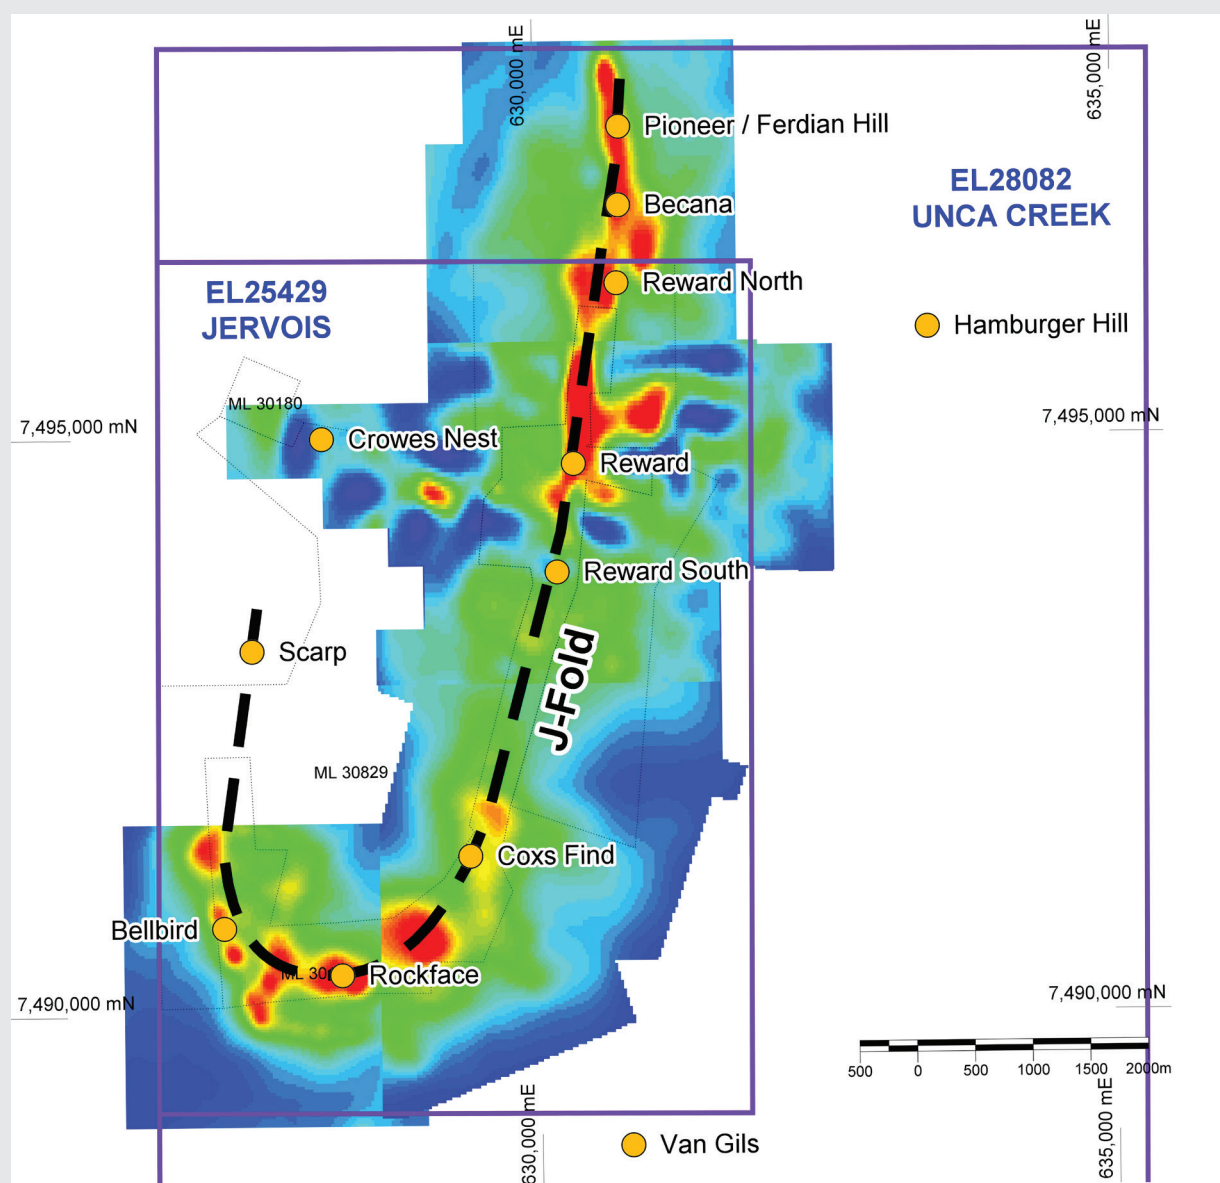 630,000 mE
635,000 mE
Pioneer / Ferdian Hill
EL28082
UNCA CREEK
Becana
EL25429
JERVOIS
Reward North
Hamburger Hill
ML 30180
7,495,000 mN
7,495,000 mN
Crowes Nest
Reward
Reward South
Scarp
J-Fold
ML 30829
Coxs Find
Bellbird
ML 30
Rockface
7,490,000 mN
7,490,000 mN
500 0 500 1000 1500 2000m
630,000 mE
635,000 mE
Van Gils